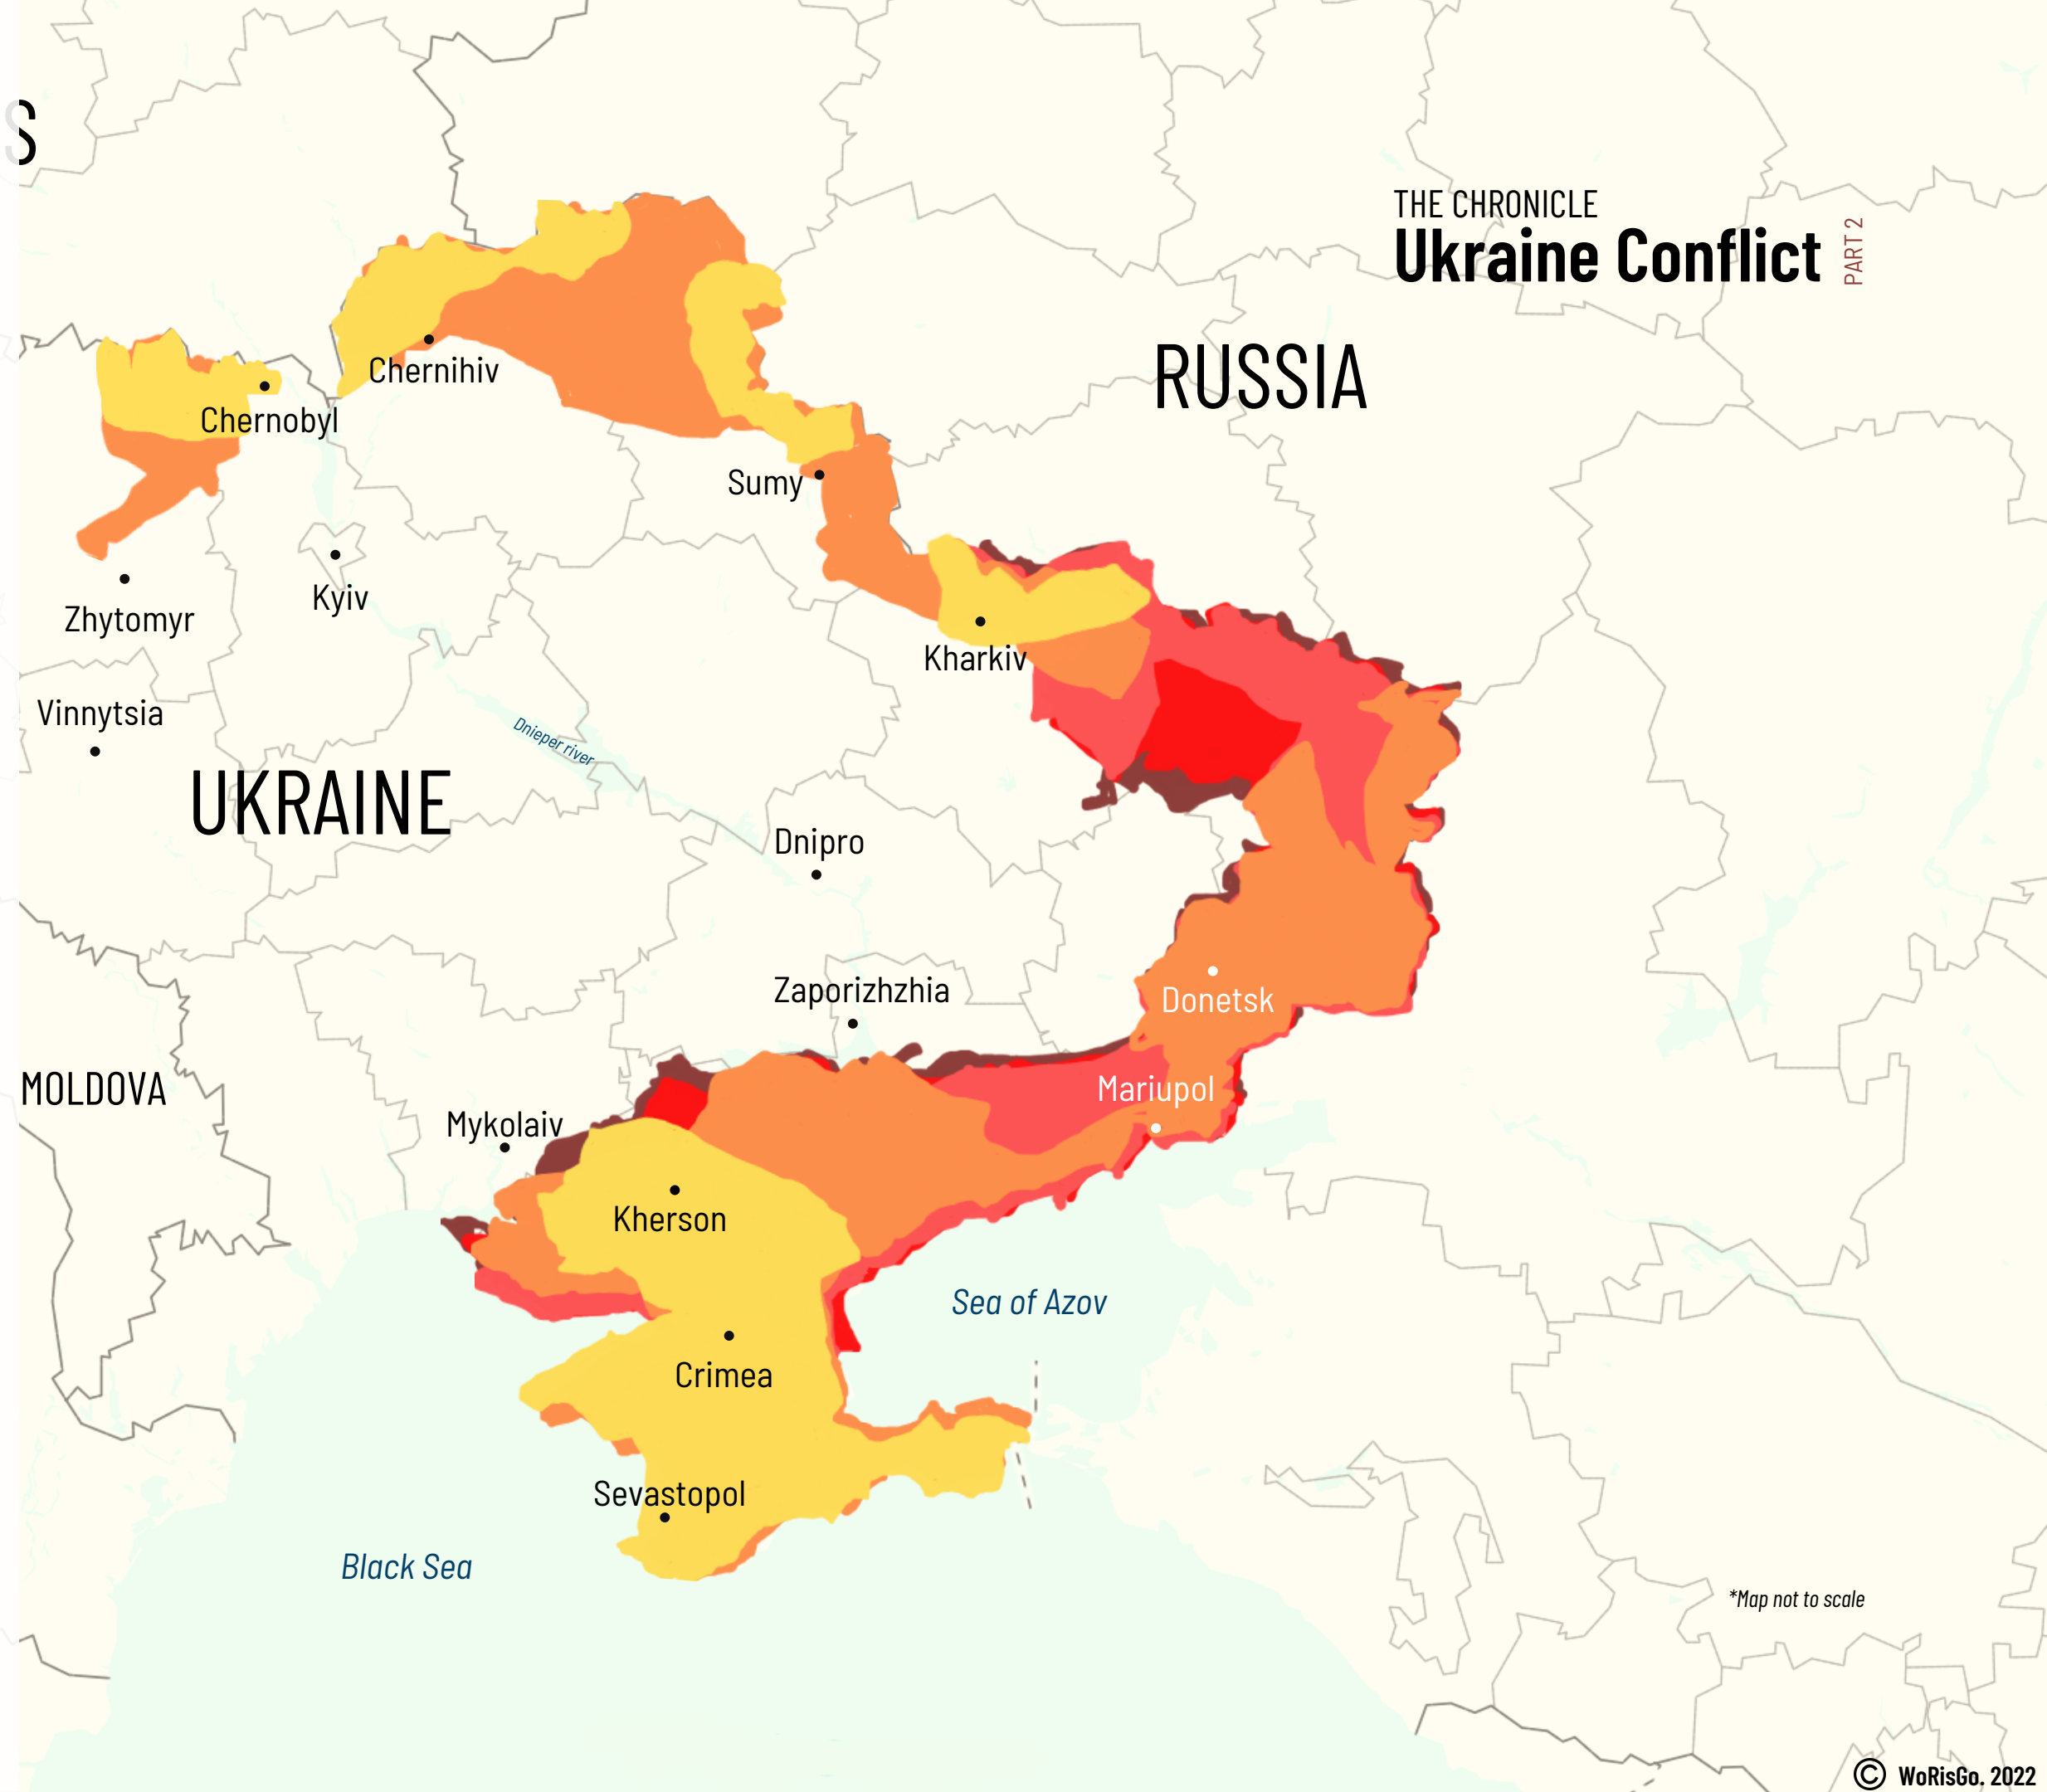 S
THE CHRONICLE
Ukraine Conflict
PART 2
RUSSIA
Chernihiv
Chernobyl
Sumy
Kyiv
Zhytomyr
Kharkiv
Vinnytsia
Dnieper river
UKRAINE
Dnipro
Zaporizhzhia
Donetsk
MOLDOVA
Mariupol
Mykolaiv
Kherson
Sea of Azov
Crimea
Sevastopol
Black Sea
*Map not to scale
© WoRisGo. 2022